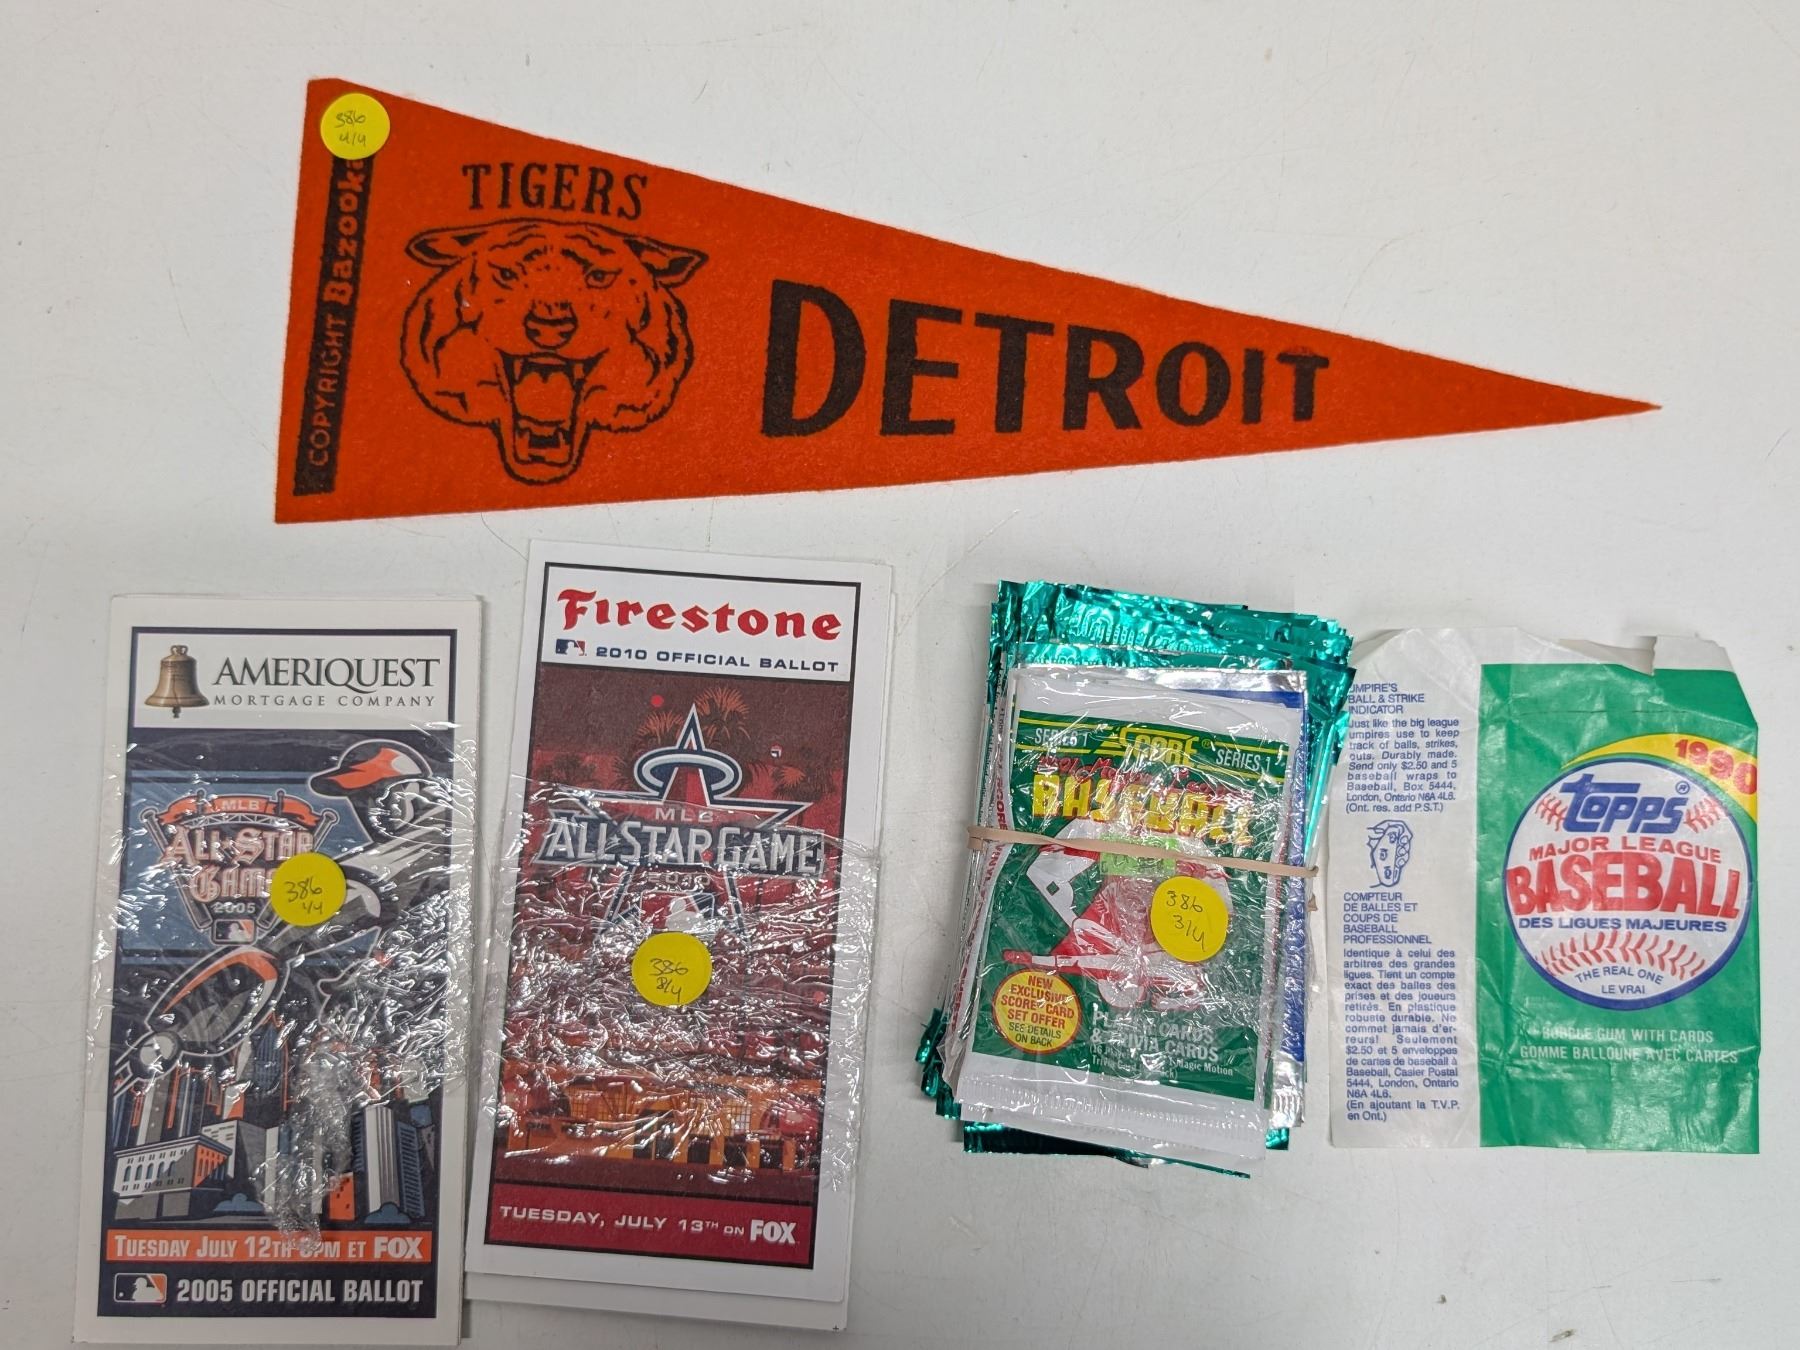 386
4/4
COPYRIGHT Bazooka
TIGERS
DETROIT
AMERIQUEST
MORTGAGE COMPANY
MLB
ALL-STAR
GAME
2005
386
TUESDAY JULY 12TH 8PM ET FOX
2005 OFFICIAL BALLOT
Firestone
2010 OFFICIAL BALLOT
MLB
ALL STAR GAME
2010
386
TUESDAY, JULY 13TH ON FOX
SERIES 1 SCORE® SERIES 1
BASEBALL
386
3/4
NEW
EXCLUSIVE
SCORE® CARD
SET OFFER
SEE DETAILS
ON BACK
PLAYER CARDS
& TRIVIA CARDS
UMPIRE'S
BALL & STRIKE
INDICATOR
Just like the big league
umpires use to keep
track of balls, strikes,
outs. Durably made.
Send only $2.50 and 5
baseball wraps to
Baseball, Box 5444,
London, Ontario N6A 4L6.
(Ont. res. add P.S.T.)
COMPTEUR
DE BALLES ET
COUPS DE
BASEBALL
PROFESSIONNEL
Identique à celui des
arbitres des grandes
ligues. Tient un compte
exact des balles des
prises et des joueurs
retirés. En plastique
robuste durable. Ne
commet jamais d'er-
reurs! Seulement
$2.50 et 5 enveloppes
de cartes de baseball à
Baseball, Casier Postal
5444, London, Ontario
N6A 4L6.
(En ajoutant la T.V.P.
en Ont.)
1990
Topps®
MAJOR LEAGUE
BASEBALL
DES LIGUES MAJEURES
THE REAL ONE
LE VRAI
BUBBLE GUM WITH CARDS
GOMME BALLOUNE AVEC CARTES